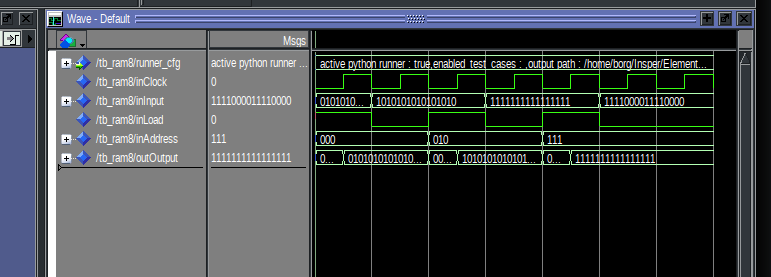 Wave - Default
Msgs
/tb_ram8/runner_cfg active python runner ... active python runner : true,enabled_test_cases : ,output path : /home/borg/Insper/Element...
/tb_ram8/inClock 0
/tb_ram8/inInput 1111000011110000 0101010... 1010101010101010 1111111111111111 1111000011110000
/tb_ram8/inLoad 0
/tb_ram8/inAddress 111 000 010 111
/tb_ram8/outOutput 1111111111111111 0... 0101010101010... 00... 1010101010101... 0... 1111111111111111